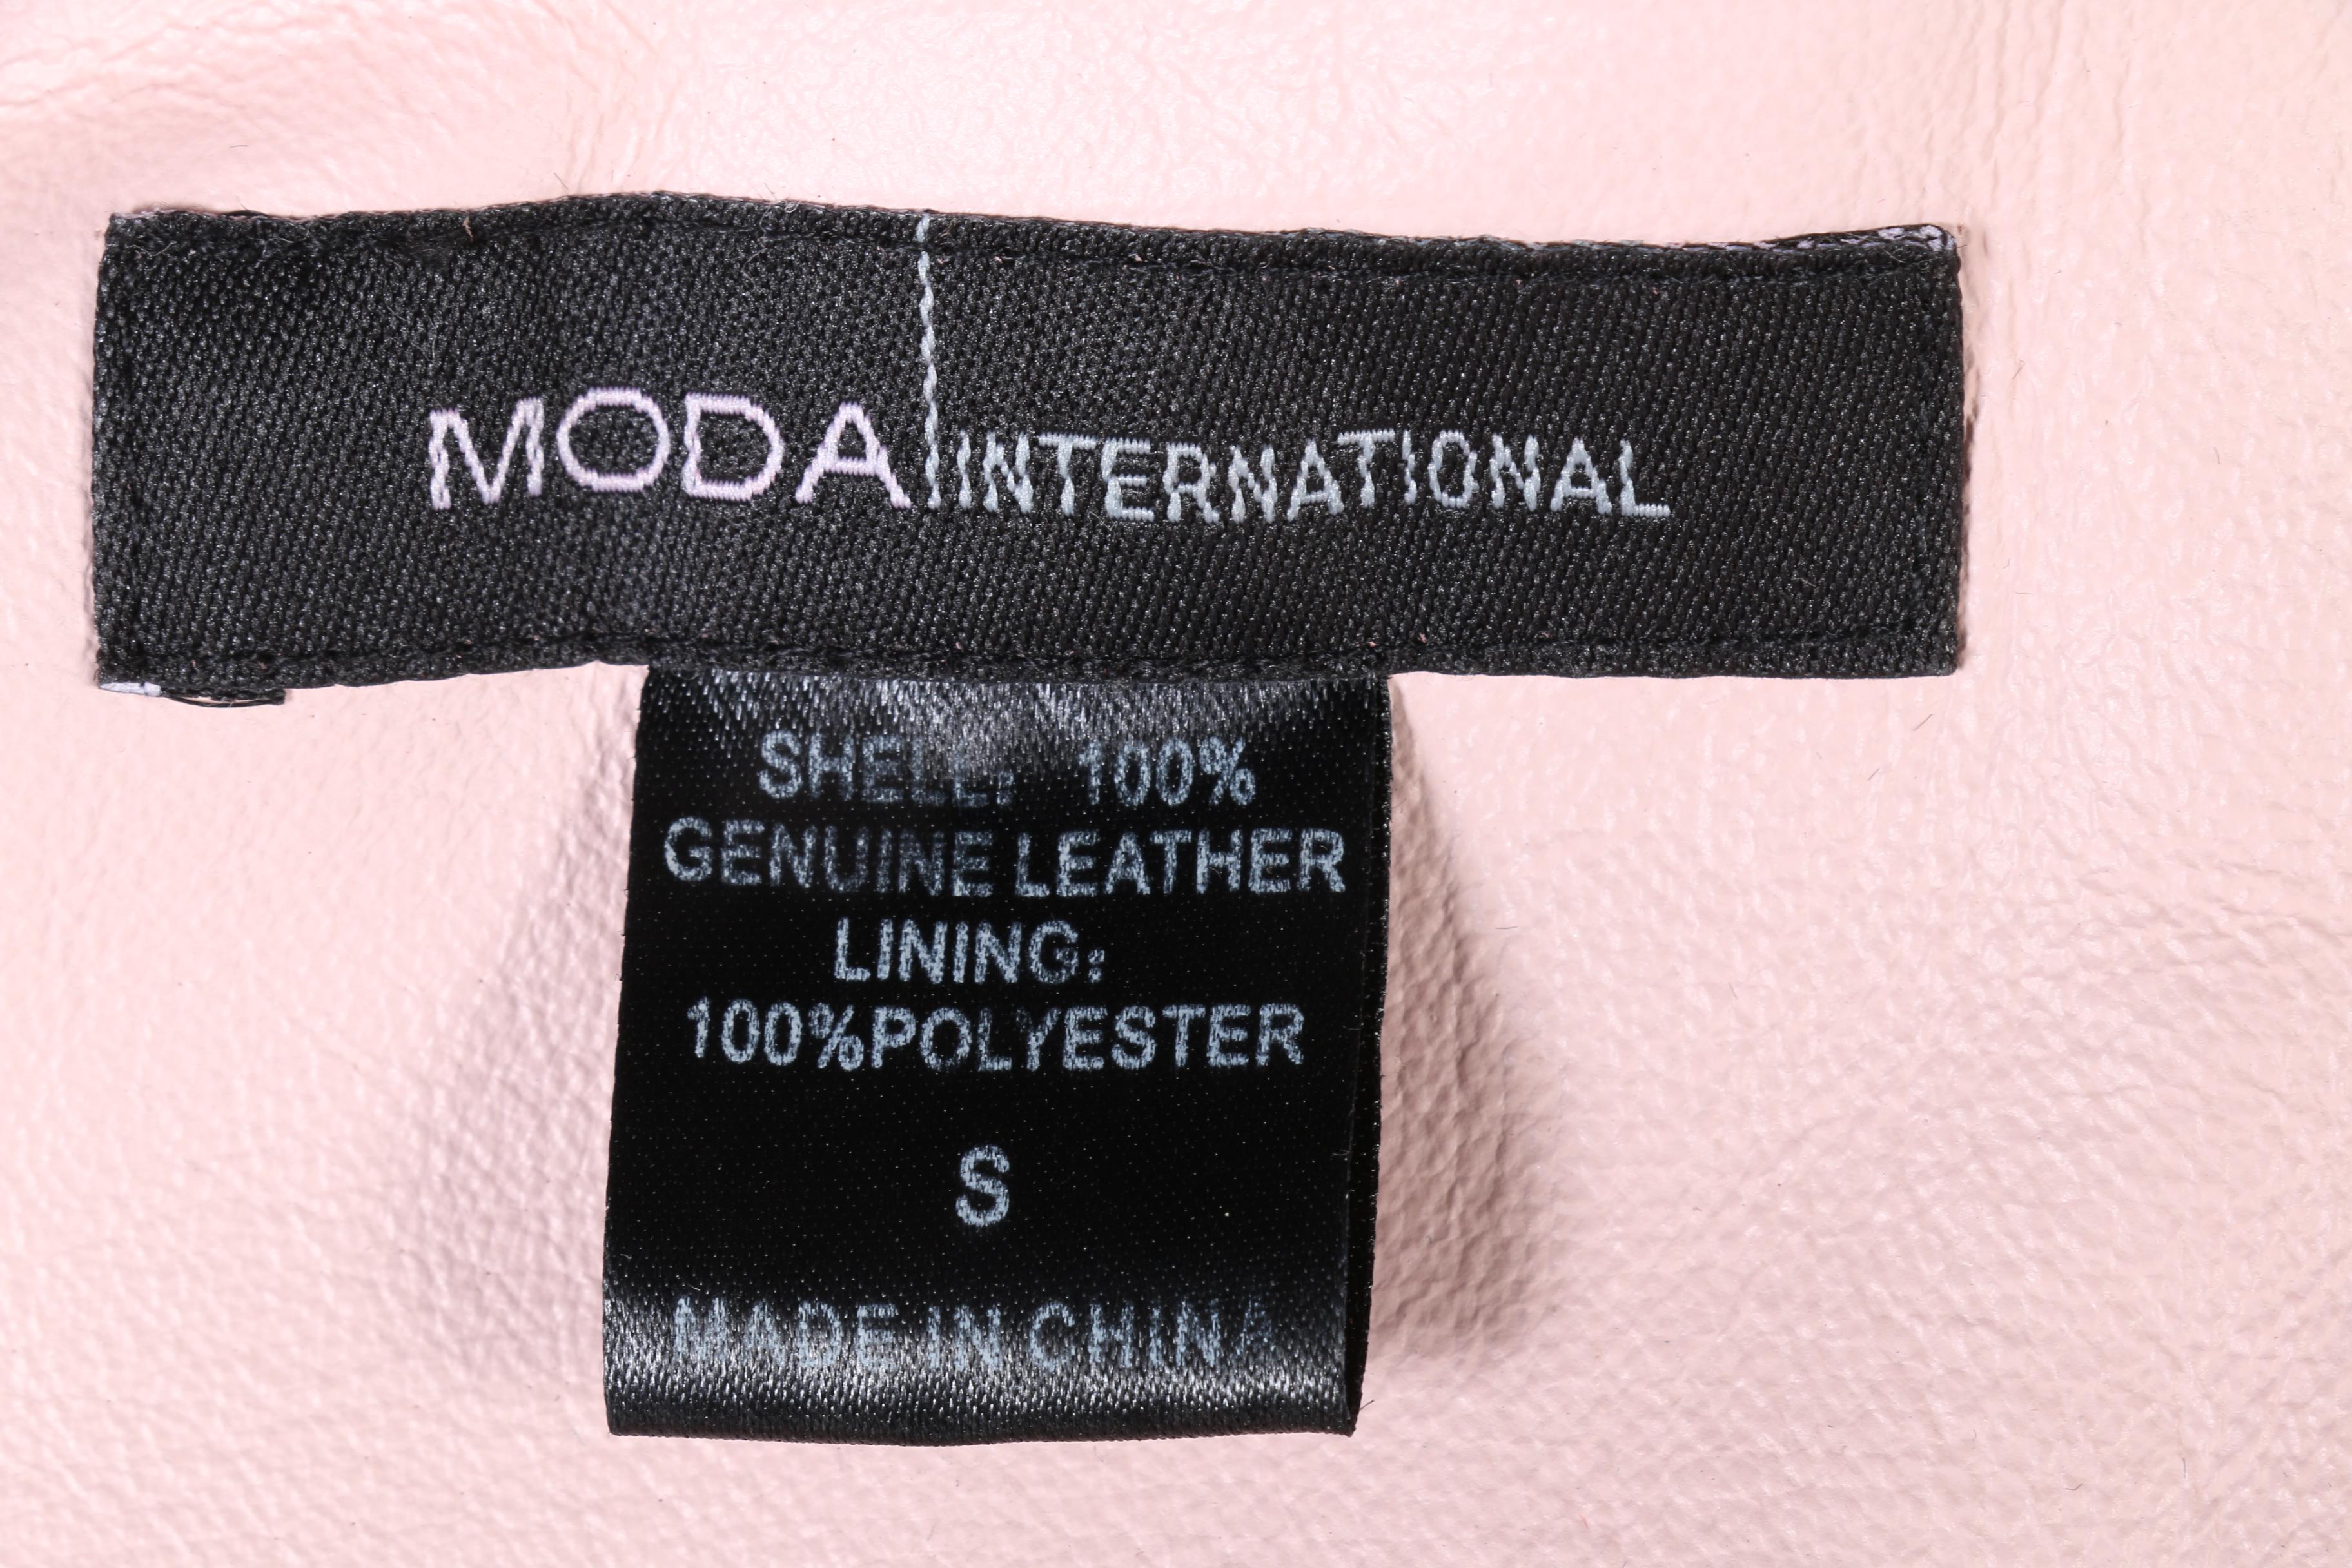 MODA INTERNATIONAL
SHELL: 100%
GENUINE LEATHER
LINING:
100%POLYESTER
S
MADE IN CHINA